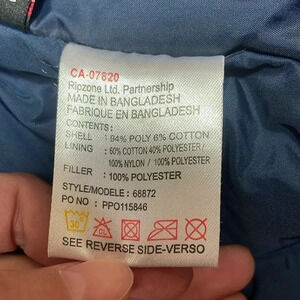 CA-07820
Ripzone Ltd. Partnership
MADE IN BANGLADESH
FABRIQUE EN BANGLADESH
CONTENTS:
SHELL : 94% POLY 6% COTTON
LINING : 60% COTTON 40% POLYESTER /
100% NYLON / 100% POLYESTER
FILLER : 100% POLYESTER
STYLE/MODELE : 68872
PO NO : PPO115846
30°
CL
SEE REVERSE SIDE-VERSO